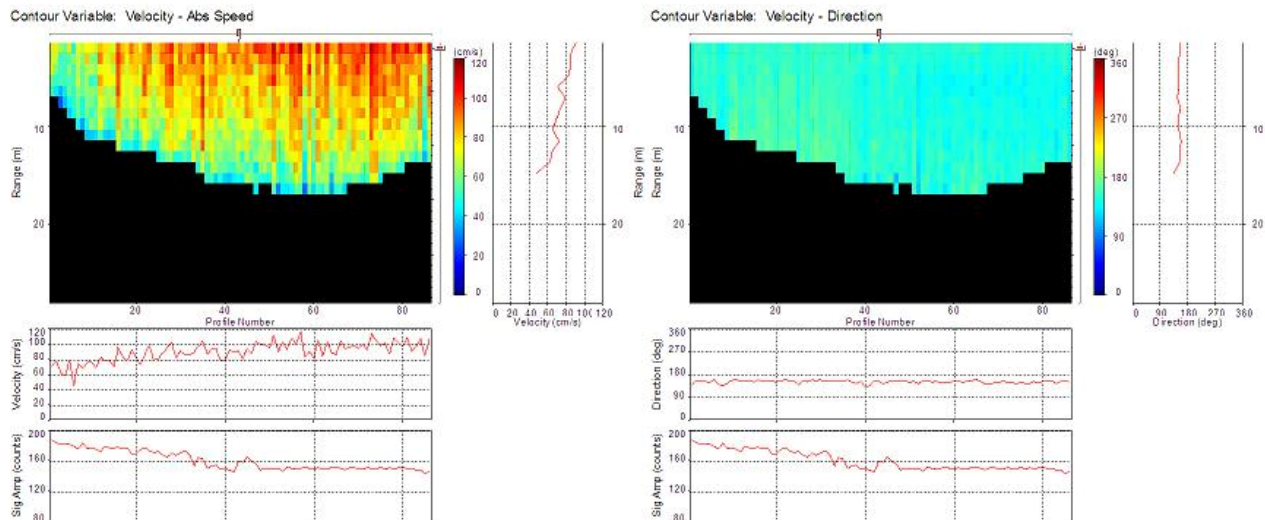 Contour Variable: Velocity - Abs Speed
(cm/s)
120
100
80
60
40
20
0
Range (m)
10
20
20
40
60
80
Profile Number
10
20
0 20 40 60 80 100 120
Velocity (cm/s)
Velocity (cm/s)
120
100
80
60
40
20
0
Sig Amp (counts)
200
160
120
80
Contour Variable: Velocity - Direction
(deg)
360
270
180
90
0
Range (m)
Range (m)
10
20
20
40
60
80
Profile Number
10
20
0 90 180 270 360
Direction (deg)
Direction (deg)
360
270
180
90
0
Sig Amp (counts)
200
160
120
80